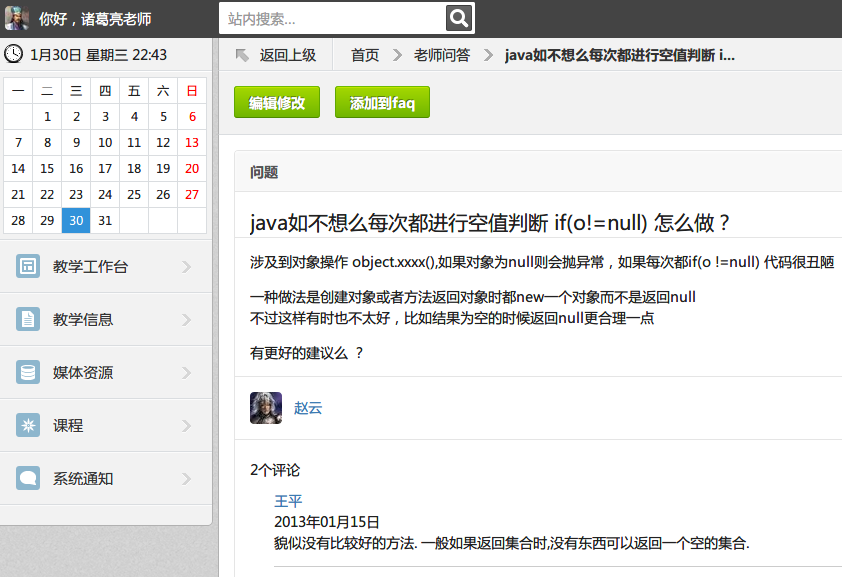 你好，诸葛亮老师
站内搜索...
1月30日 星期三 22:43
返回上级 首页 老师问答 java如不想么每次都进行空值判断 i...
一 二 三 四 五 六 日
1 2 3 4 5 6
7 8 9 10 11 12 13
14 15 16 17 18 19 20
21 22 23 24 25 26 27
28 29 30 31
教学工作台
教学信息
媒体资源
课程
系统通知
编辑修改 添加到faq
问题
java如不想么每次都进行空值判断 if(o!=null) 怎么做？
涉及到对象操作 object.xxxx(),如果对象为null则会抛异常，如果每次都if(o !=null) 代码很丑陋
一种做法是创建对象或者方法返回对象时都new一个对象而不是返回null
不过这样有时也不太好，比如结果为空的时候返回null更合理一点
有更好的建议么 ？
赵云
2个评论
王平
2013年01月15日
貌似没有比较好的方法. 一般如果返回集合时,没有东西可以返回一个空的集合.